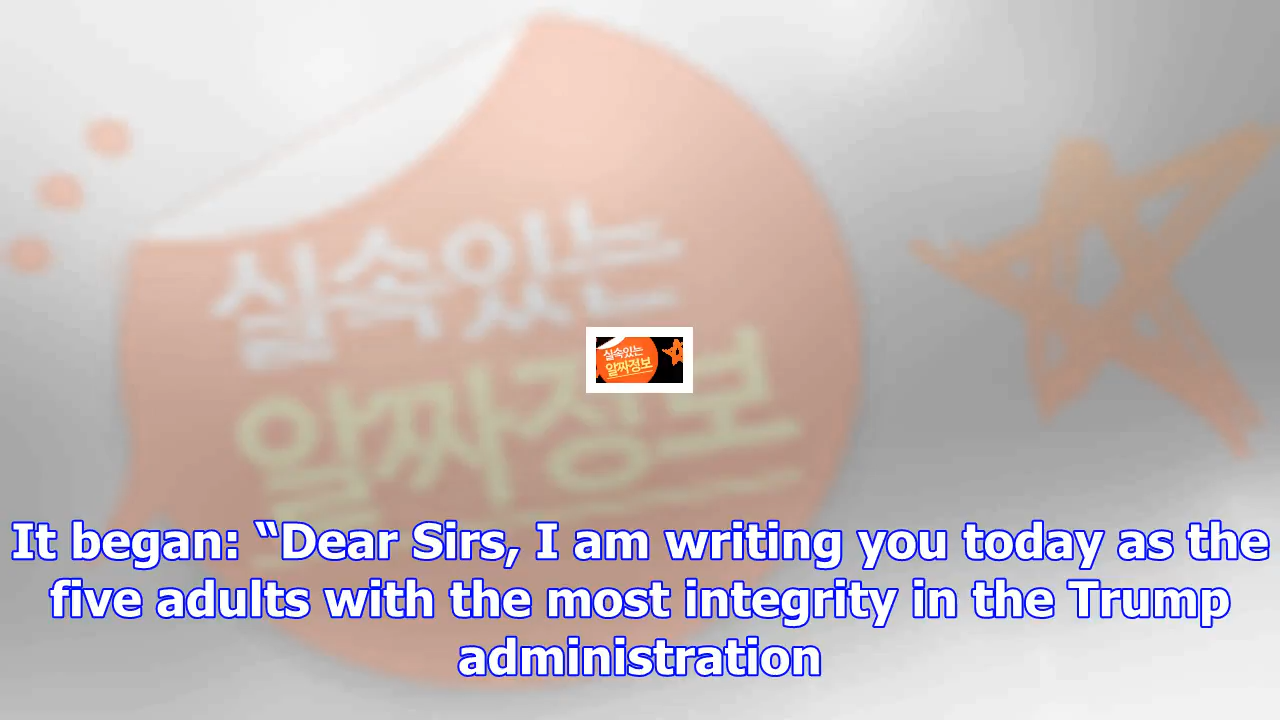 실속있는
알짜정보
실속있는
알짜정보
It began: “Dear Sirs, I am writing you today as the
five adults with the most integrity in the Trump
administration